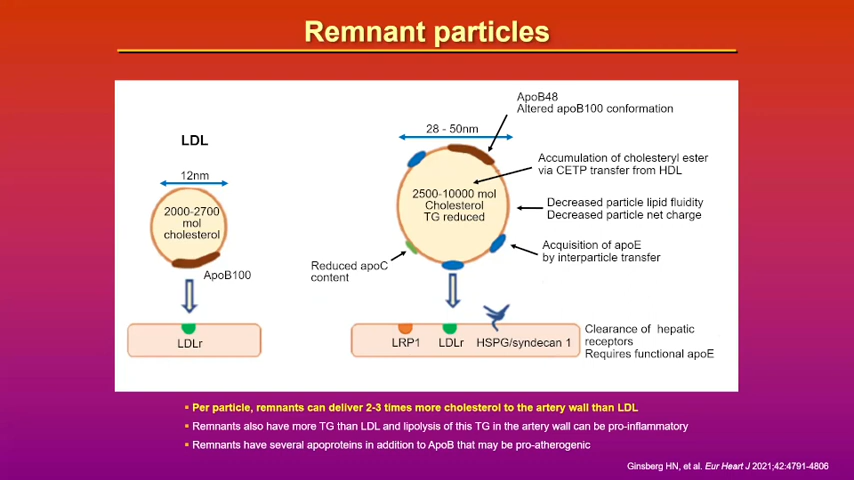 Remnant particles
LDL
12nm
2000-2700
mol
cholesterol
ApoB100
LDLr
28 - 50nm
2500-10000 mol
Cholesterol
TG reduced
ApoB48
Altered apoB100 conformation
Accumulation of cholesteryl ester
via CETP transfer from HDL
Decreased particle lipid fluidity
Decreased particle net charge
Acquisition of apoE
by interparticle transfer
Reduced apoC
content
LRP1
LDLr
HSPG/syndecan 1
Clearance of hepatic
receptors
Requires functional apoE
▪ Per particle, remnants can deliver 2-3 times more cholesterol to the artery wall than LDL
▪ Remnants also have more TG than LDL and lipolysis of this TG in the artery wall can be pro-inflammatory
▪ Remnants have several apoproteins in addition to ApoB that may be pro-atherogenic
Ginsberg HN, et al. Eur Heart J 2021;42:4791-4806